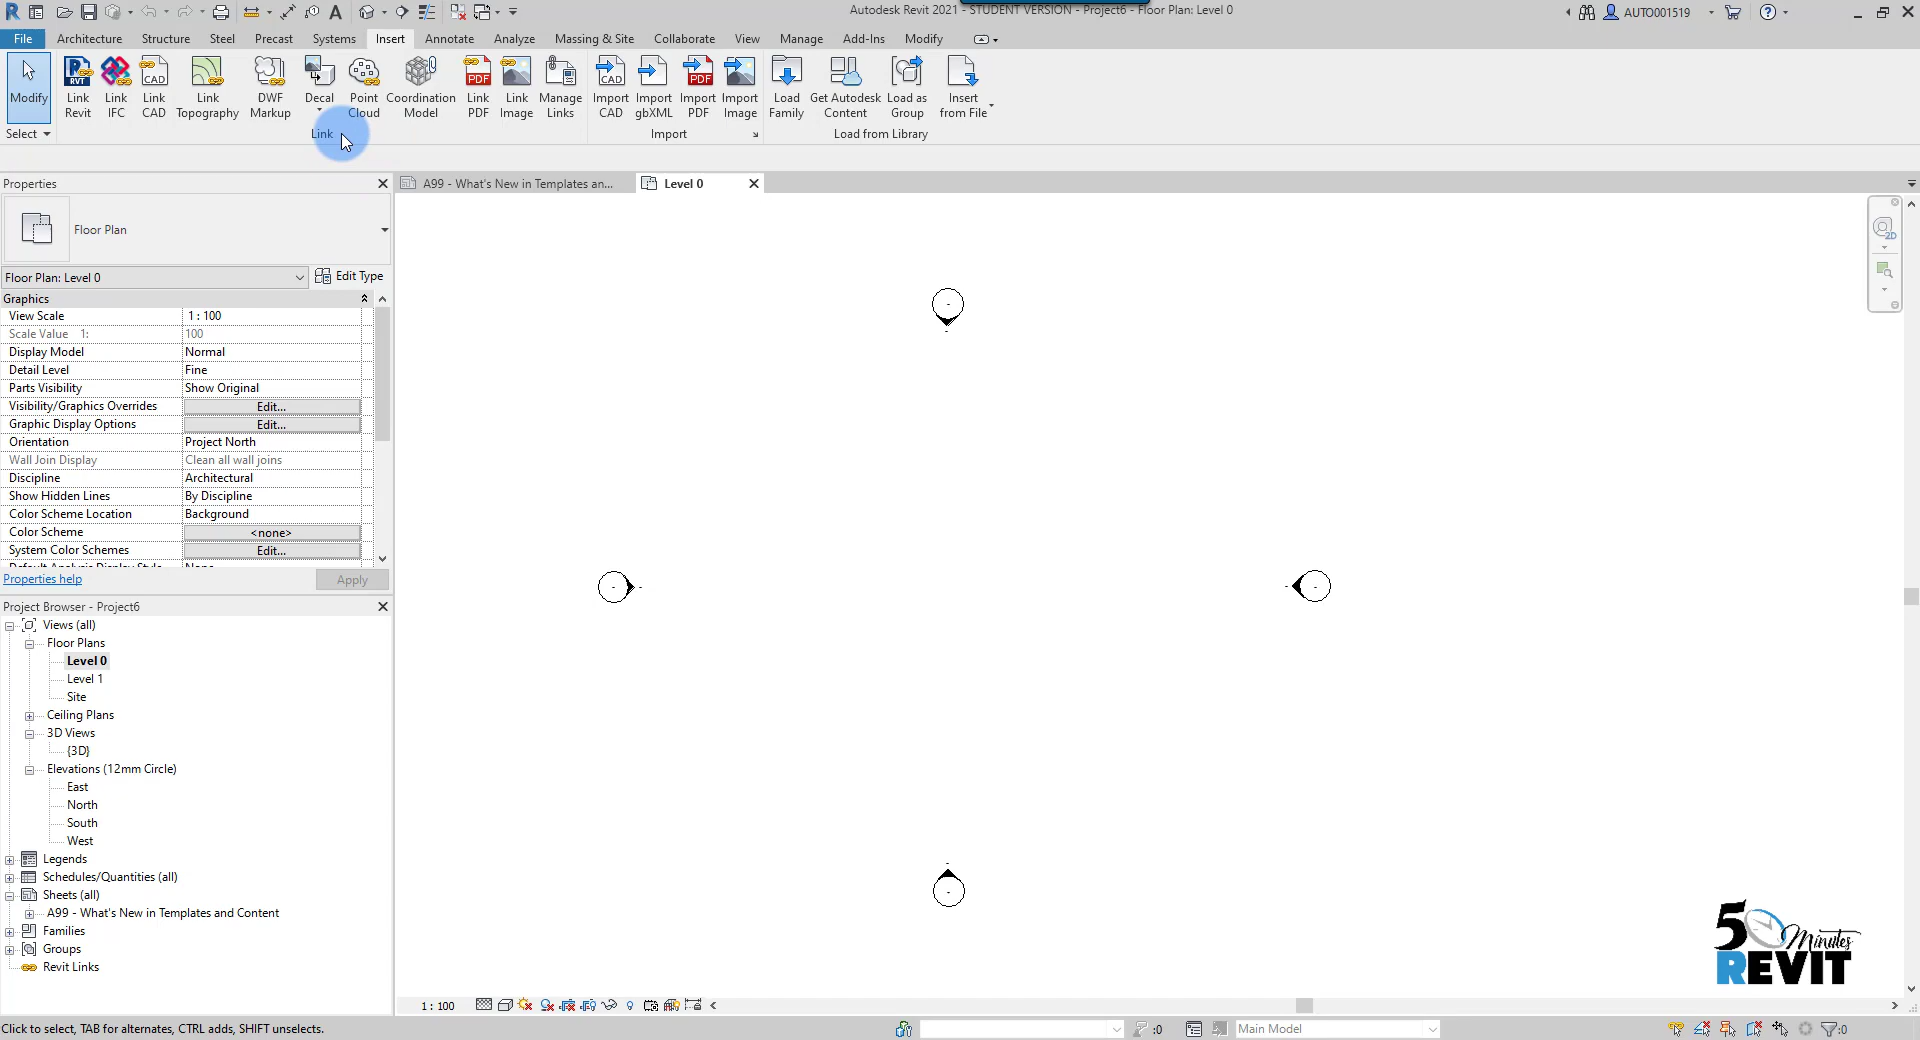 Autodesk Revit 2021 - STUDENT VERSION - Project6 - Floor Plan: Level 0
AUTO001519
File Architecture Structure Steel Precast Systems Insert Annotate Analyze Massing & Site Collaborate View Manage Add-Ins Modify
Modify
Link Revit
Link IFC
Link CAD
Link Topography
DWF Markup
Decal
Point Cloud
Coordination Model
Link PDF
Link Image
Manage Links
Import CAD
Import gbXML
Import PDF
Import Image
Load Family
Get Autodesk Content
Load as Group
Insert from File
Select
Link
Import
Load from Library
Properties
A99 - What's New in Templates an...
Level 0
Floor Plan
Floor Plan: Level 0
Edit Type
Graphics
View Scale 1 : 100
Scale Value 1: 100
Display Model Normal
Detail Level Fine
Parts Visibility Show Original
Visibility/Graphics Overrides Edit...
Graphic Display Options Edit...
Orientation Project North
Wall Join Display Clean all wall joins
Discipline Architectural
Show Hidden Lines By Discipline
Color Scheme Location Background
Color Scheme <none>
System Color Schemes Edit...
Default Analysis Display Style None
Properties help
Apply
Project Browser - Project6
Views (all)
Floor Plans
Level 0
Level 1
Site
Ceiling Plans
3D Views
{3D}
Elevations (12mm Circle)
East
North
South
West
Legends
Schedules/Quantities (all)
Sheets (all)
A99 - What's New in Templates and Content
Families
Groups
Revit Links
5 Minutes
REVIT
1 : 100
Click to select, TAB for alternates, CTRL adds, SHIFT unselects.
:0
Main Model
:0